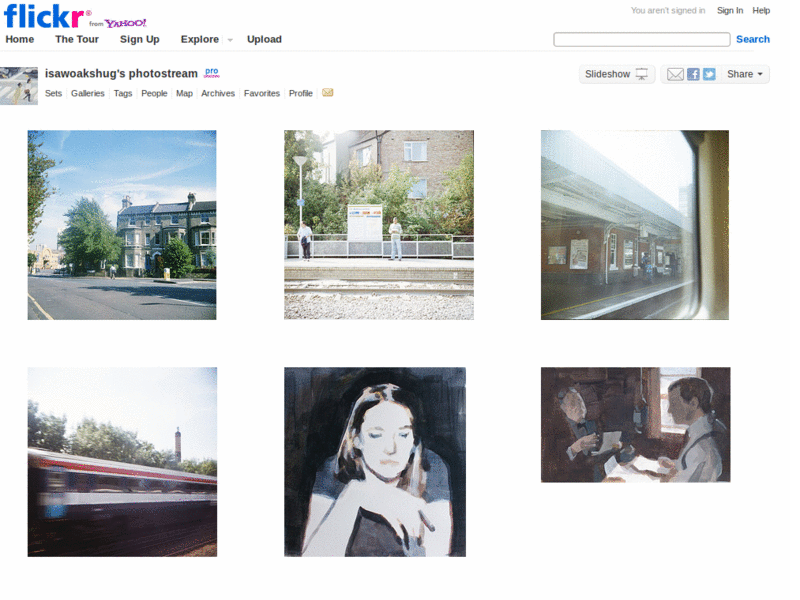 flickr® from YAHOO!
You aren't signed in Sign In Help
Home The Tour Sign Up Explore Upload Search
isawoakshug's photostream pro
Slideshow Share
Sets Galleries Tags People Map Archives Favorites Profile